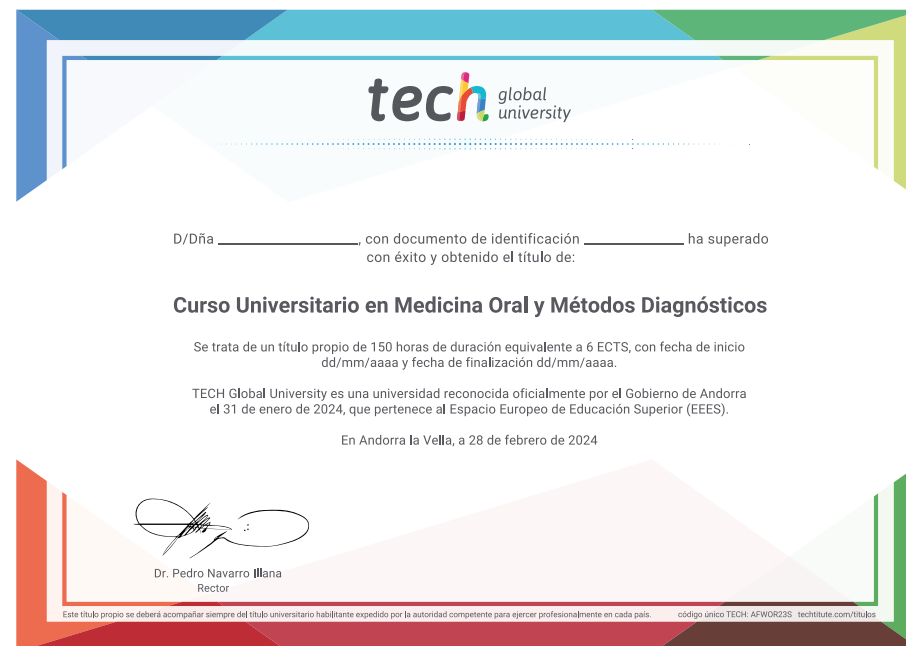 tech global university
D/Dña ____________________, con documento de identificación ______________ ha superado
con éxito y obtenido el título de:
Curso Universitario en Medicina Oral y Métodos Diagnósticos
Se trata de un título propio de 150 horas de duración equivalente a 6 ECTS, con fecha de inicio
dd/mm/aaaa y fecha de finalización dd/mm/aaaa.
TECH Global University es una universidad reconocida oficialmente por el Gobierno de Andorra
el 31 de enero de 2024, que pertenece al Espacio Europeo de Educación Superior (EEES).
En Andorra la Vella, a 28 de febrero de 2024
Dr. Pedro Navarro Illana
Rector
Este título propio se deberá acompañar siempre del título universitario habilitante expedido por la autoridad competente para ejercer profesionalmente en cada país. código único TECH: AFWOR23S techtitute.com/titulos